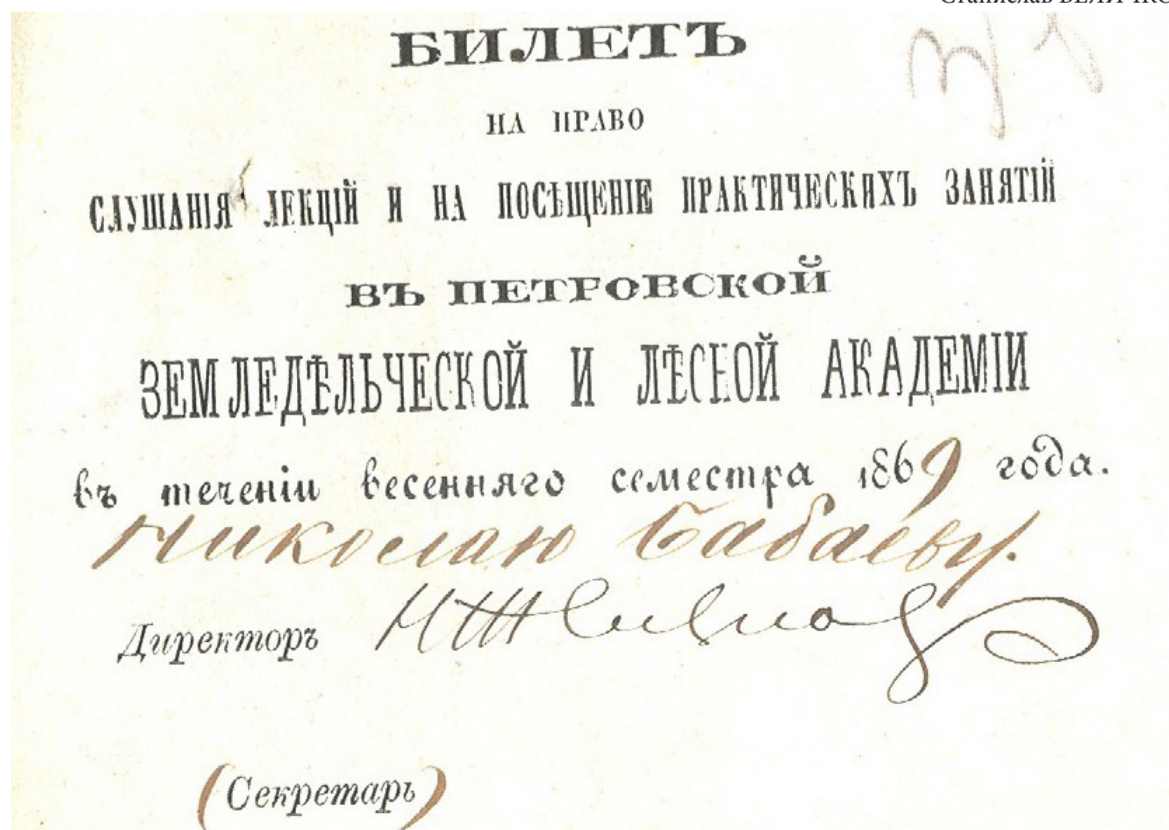 БИЛЕТЪ
НА ПРАВО
СЛУШАНІЯ ЛЕКЦІЙ И НА ПОСѢЩЕНІЕ ПРАКТИЧЕСКИХЪ ЗАНЯТІЙ
ВЪ ПЕТРОВСКОЙ
ЗЕМЛЕДѢЛЬЧЕСКОЙ И ЛѢСНОЙ АКАДЕМІИ
въ теченіи весенняго семестра 1869 года.
Николаю Бабаеву.
Директоръ
(Секретарь)